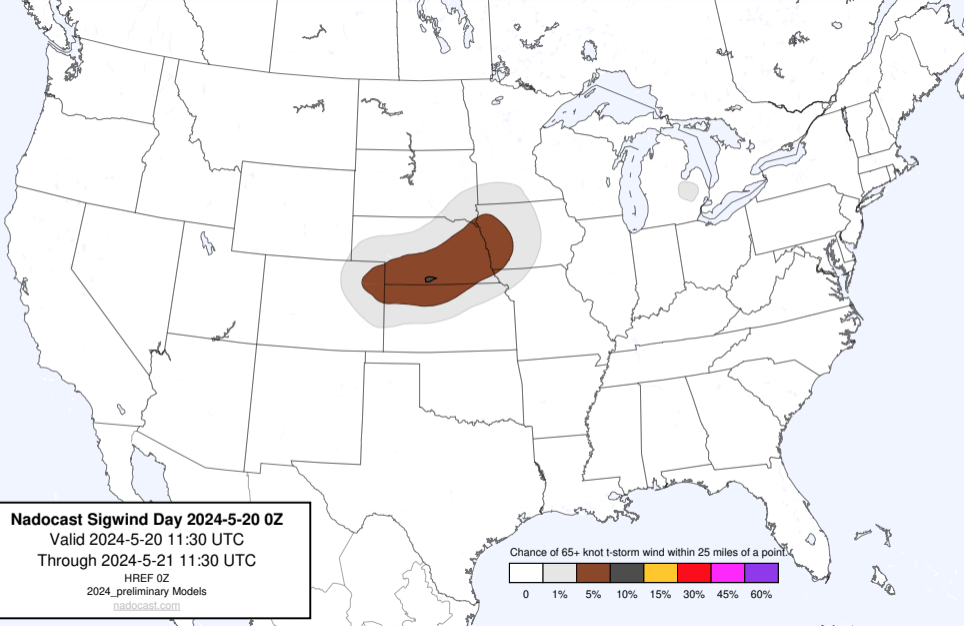 Nadocast Sigwind Day 2024-5-20 0Z
Valid 2024-5-20 11:30 UTC
Through 2024-5-21 11:30 UTC
HREF 0Z
2024_preliminary Models
nadocast.com
Chance of 65+ knot t-storm wind within 25 miles of a point.
0 1% 5% 10% 15% 30% 45% 60%